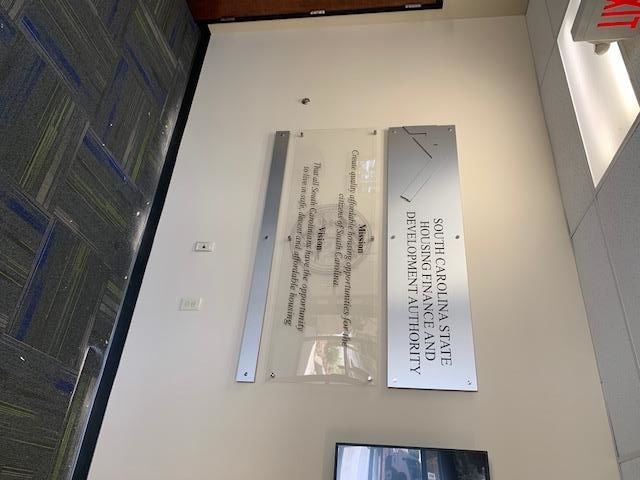 EXIT
SOUTH CAROLINA STATE
HOUSING FINANCE AND
DEVELOPMENT AUTHORITY
Mission
Create quality affordable housing opportunities for the
citizens of South Carolina.
Vision
That all South Carolinians have the opportunity
to live in safe, decent and affordable housing.